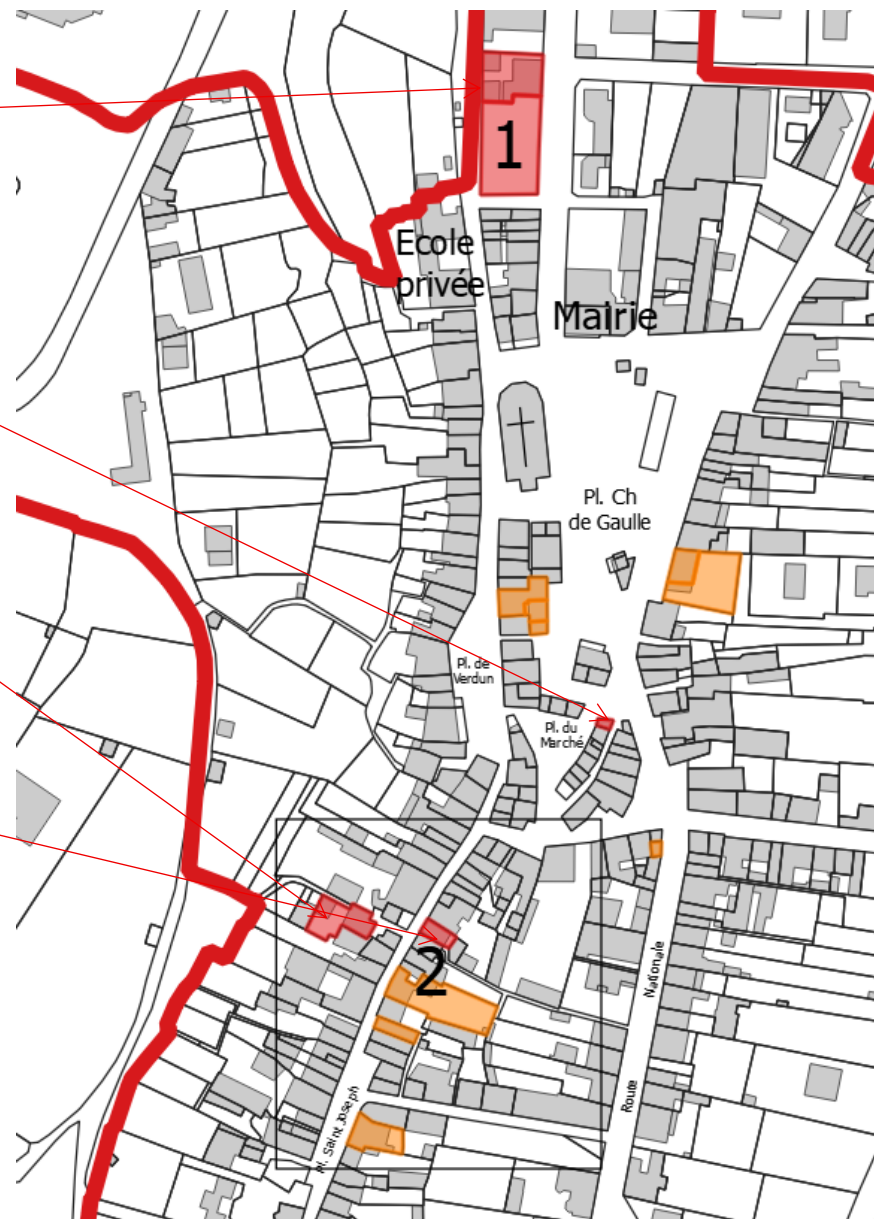 1
Ecole
privée
Mairie
Pl. Ch
de Gaulle
Pl. de
Verdun
Pl. du
Marché
2
Nationale
Route
Pl. Saint Joseph